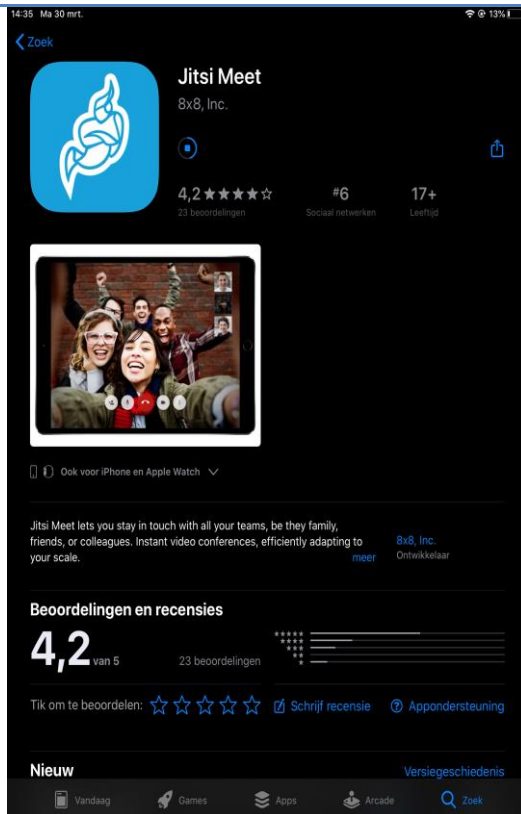 14:35 Ma 30 mrt.
13%
Zoek
Jitsi Meet
8x8, Inc.
4,2★★★★☆
#6
17+
23 beoordelingen
Sociaal netwerken
Leeftijd
Ook voor iPhone en Apple Watch
Jitsi Meet lets you stay in touch with all your teams, be they family,
friends, or colleagues. Instant video conferences, efficiently adapting to
your scale.
meer
8x8, Inc.
Ontwikkelaar
Beoordelingen en recensies
4,2 van 5
23 beoordelingen
Tik om te beoordelen:
Schrijf recensie
Appondersteuning
Nieuw
Versiegeschiedenis
Vandaag
Games
Apps
Arcade
Zoek